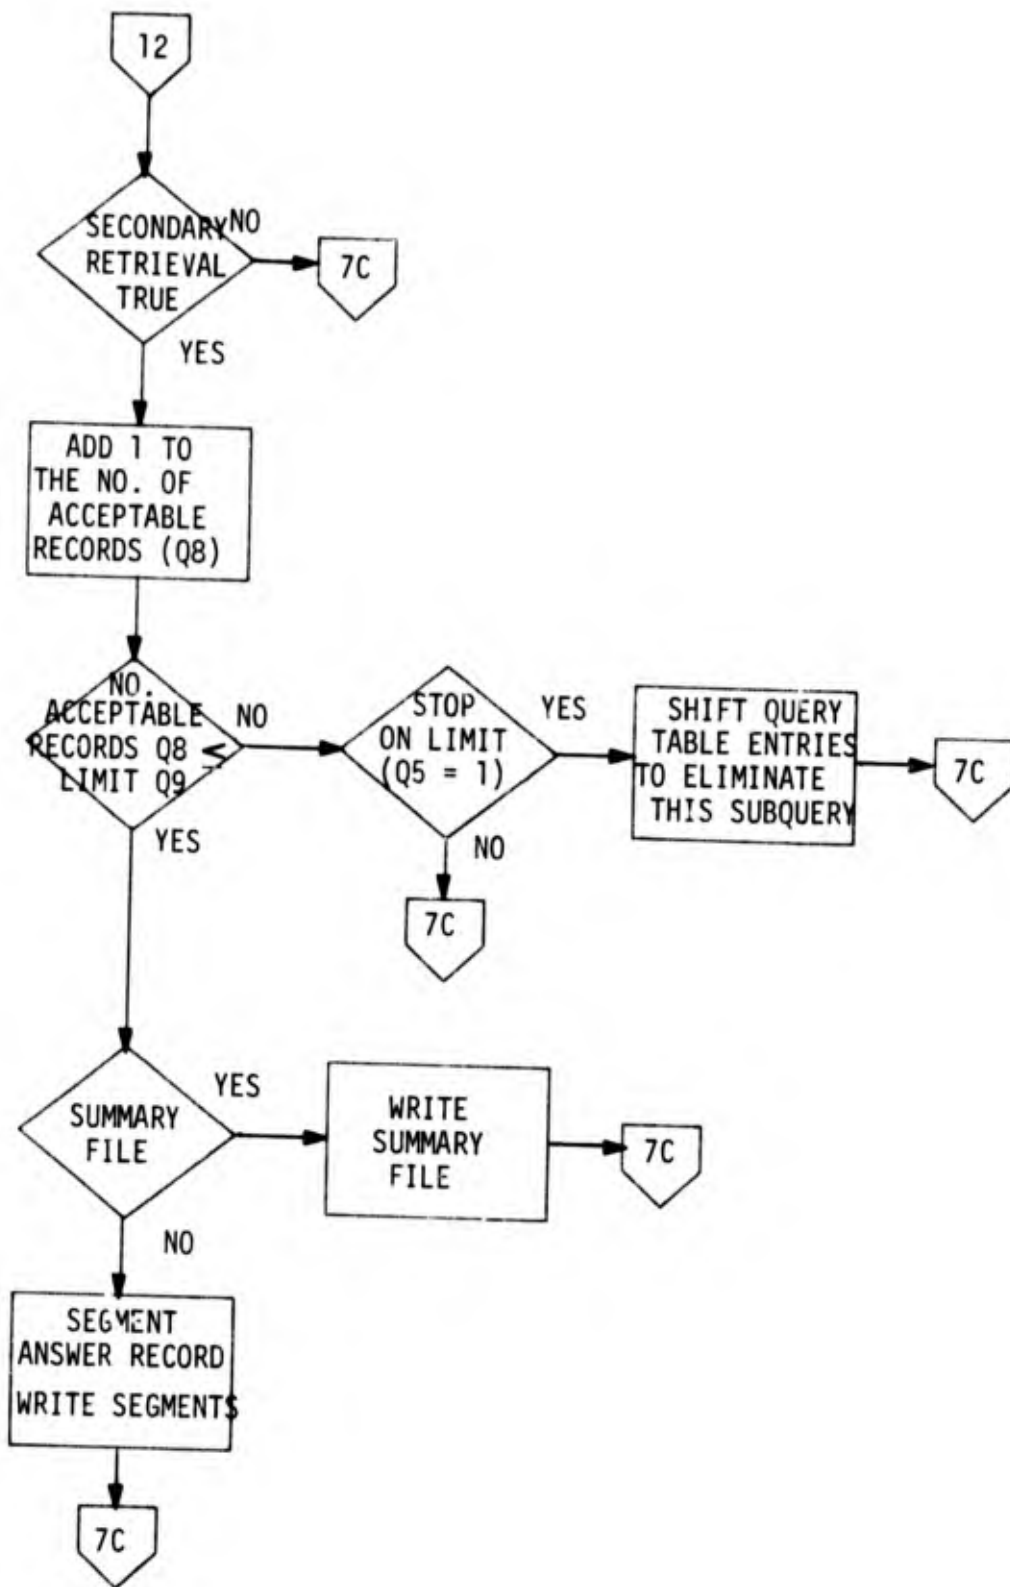 12
SECONDARY
RETRIEVAL
TRUE
NO
7C
YES
ADD 1 TO
THE NO. OF
ACCEPTABLE
RECORDS (Q8)
NO.
ACCEPTABLE
RECORDS Q8 ≤
LIMIT Q9
NO
STOP
ON LIMIT
(Q5 = 1)
YES
SHIFT QUERY
TABLE ENTRIES
TO ELIMINATE
THIS SUBQUERY
7C
YES
NO
7C
SUMMARY
FILE
YES
WRITE
SUMMARY
FILE
7C
NO
SEGMENT
ANSWER RECORD
WRITE SEGMENTS
7C